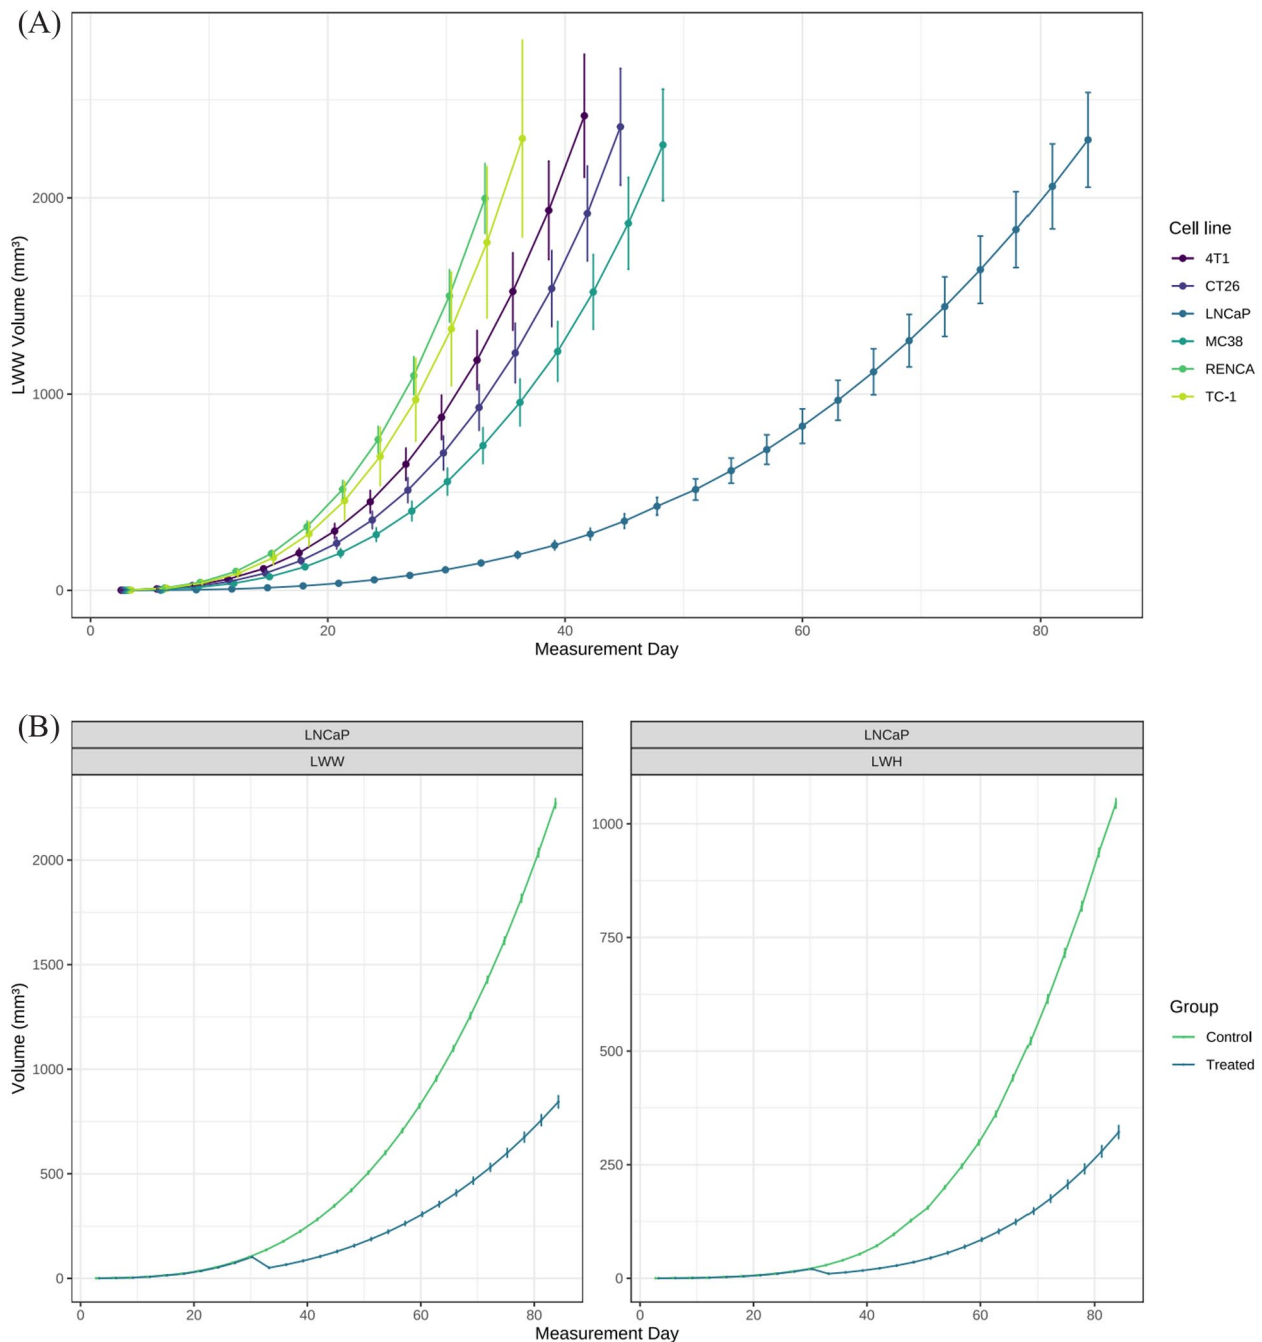 (A)
LWW Volume (mm³)
2000
1000
0
0 20 40 60 80
Measurement Day
Cell line
4T1
CT26
LNCaP
MC38
RENCA
TC-1
(B)
LNCaP
LWW
Volume (mm³)
2000
1500
1000
500
0
0 20 40 60 80
LNCaP
LWH
1000
750
500
250
0
0 20 40 60 80
Measurement Day
Group
Control
Treated